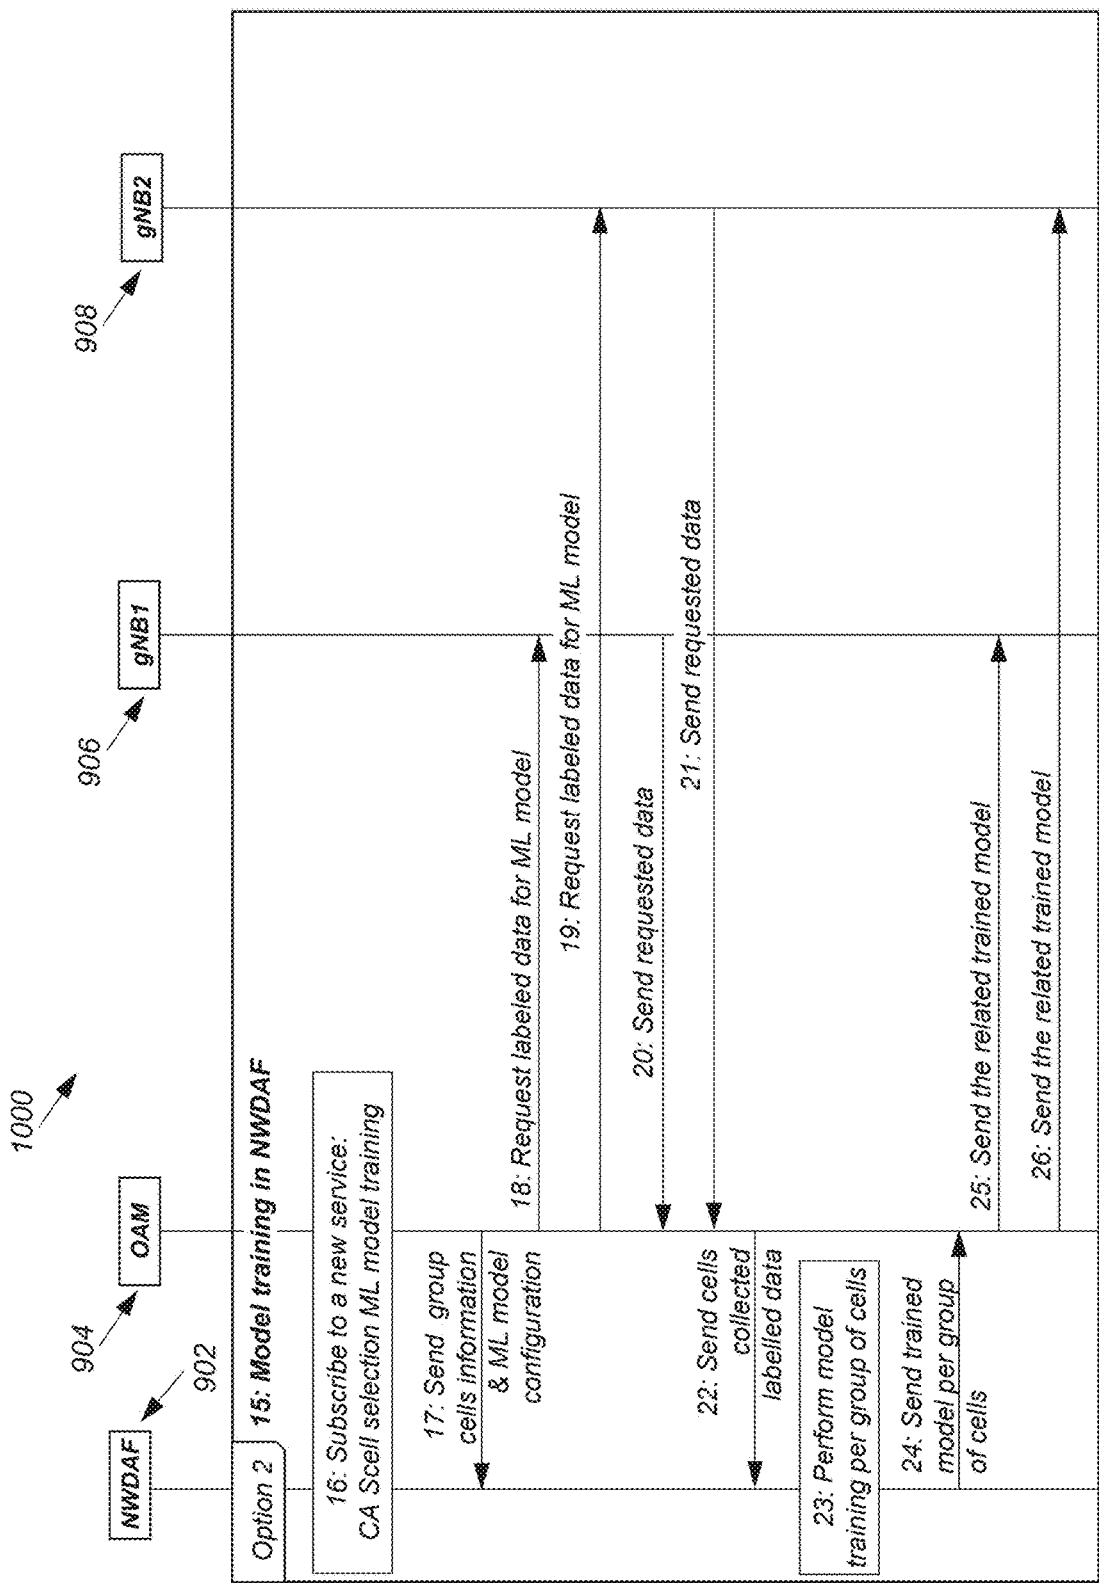 1000
902
904
906
908
NWDAF
OAM
gNB1
gNB2
Option 2
15: Model training in NWDAF
16: Subscribe to a new service:
CA Scell selection ML model training
17: Send group
cells information
& ML model
configuration
18: Request labeled data for ML model
19: Request labeled data for ML model
20: Send requested data
21: Send requested data
22: Send cells
collected
labelled data
23: Perform model
training per group of cells
24: Send trained
model per group
of cells
25: Send the related trained model
26: Send the related trained model